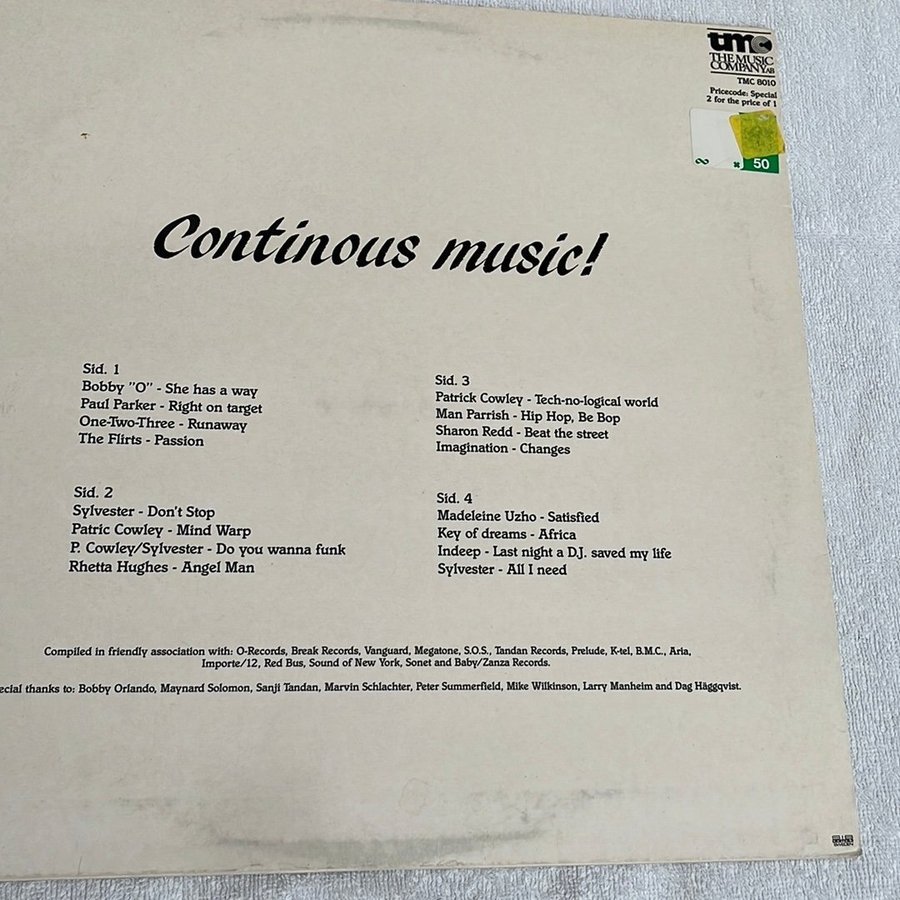 tmc
THE MUSIC
COMPANY AB
TMC 8010
Pricecode: Special
2 for the price of 1
50
Continous music!
Sid. 1
Bobby "O" - She has a way
Paul Parker - Right on target
One-Two-Three - Runaway
The Flirts - Passion
Sid. 2
Sylvester - Don't Stop
Patric Cowley - Mind Warp
P. Cowley/Sylvester - Do you wanna funk
Rhetta Hughes - Angel Man
Sid. 3
Patrick Cowley - Tech-no-logical world
Man Parrish - Hip Hop, Be Bop
Sharon Redd - Beat the street
Imagination - Changes
Sid. 4
Madeleine Uzho - Satisfied
Key of dreams - Africa
Indeep - Last night a D.J. saved my life
Sylvester - All I need
Compiled in friendly association with: O-Records, Break Records, Vanguard, Megatone, S.O.S., Tandan Records, Prelude, K-tel, B.M.C., Aria,
Importe/12, Red Bus, Sound of New York, Sonet and Baby/Zanza Records.
ecial thanks to: Bobby Orlando, Maynard Solomon, Sanji Tandan, Marvin Schlachter, Peter Summerfield, Mike Wilkinson, Larry Manheim and Dag Häggqvist.